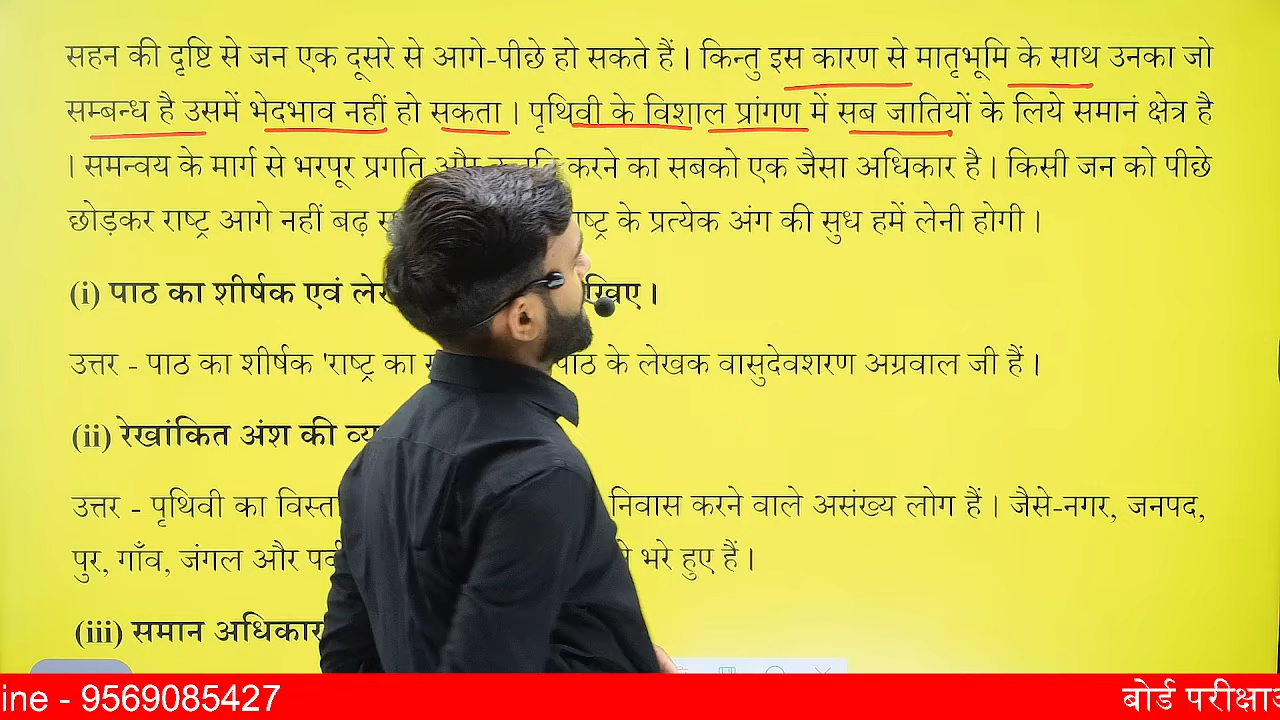 सहन की दृष्टि से जन एक दूसरे से आगे-पीछे हो सकते हैं। किन्तु इस कारण से मातृभूमि के साथ उनका जो
सम्बन्ध है उसमें भेदभाव नहीं हो सकता। पृथिवी के विशाल प्रांगण में सब जातियों के लिये समानं क्षेत्र है
। समन्वय के मार्ग से भरपूर प्रगति और करने का सबको एक जैसा अधिकार है। किसी जन को पीछे
छोड़कर राष्ट्र आगे नहीं बढ़ के प्रत्येक अंग की सुध हमें लेनी होगी।
(i) पाठ का शीर्षक एवं
उत्तर - पाठ का शीर्षक 'राष्ट्र का पाठ के लेखक वासुदेवशरण अग्रवाल जी हैं।
(ii) रेखांकित अंश की
उत्तर - पृथिवी का निवास करने वाले असंख्य लोग हैं। जैसे-नगर, जनपद,
पुर, गाँव, जंगल और भरे हुए हैं।
(iii) समान अधिकार
ine - 9569085427
बोर्ड